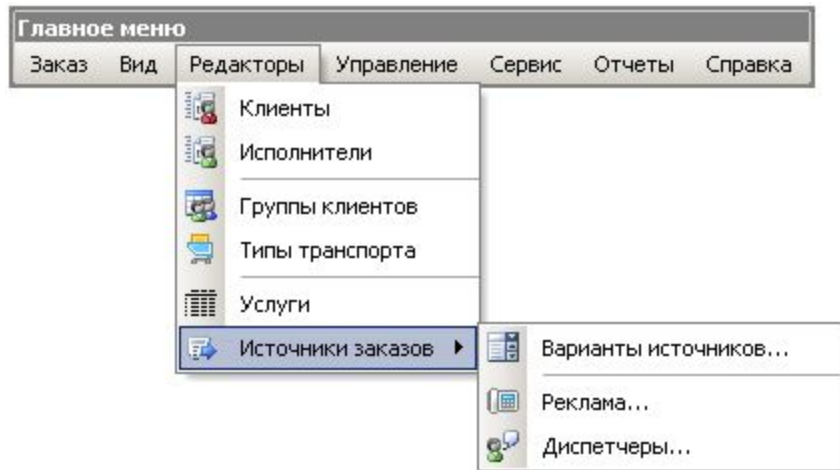 Главное меню
Заказ Вид Редакторы Управление Сервис Отчеты Справка
Клиенты
Исполнители
Группы клиентов
Типы транспорта
Услуги
Источники заказов
Варианты источников...
Реклама...
Диспетчеры...